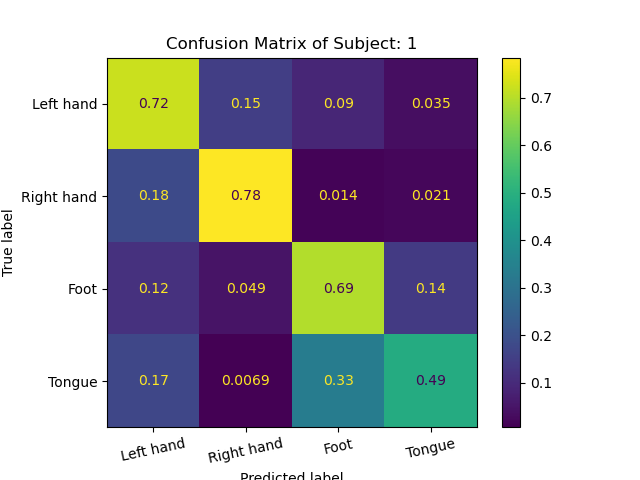 Confusion Matrix of Subject: 1
Left hand 0.72 0.15 0.09 0.035
Right hand 0.18 0.78 0.014 0.021
Foot 0.12 0.049 0.69 0.14
Tongue 0.17 0.0069 0.33 0.49
Left hand Right hand Foot Tongue
Predicted label
True label
0.7
0.6
0.5
0.4
0.3
0.2
0.1